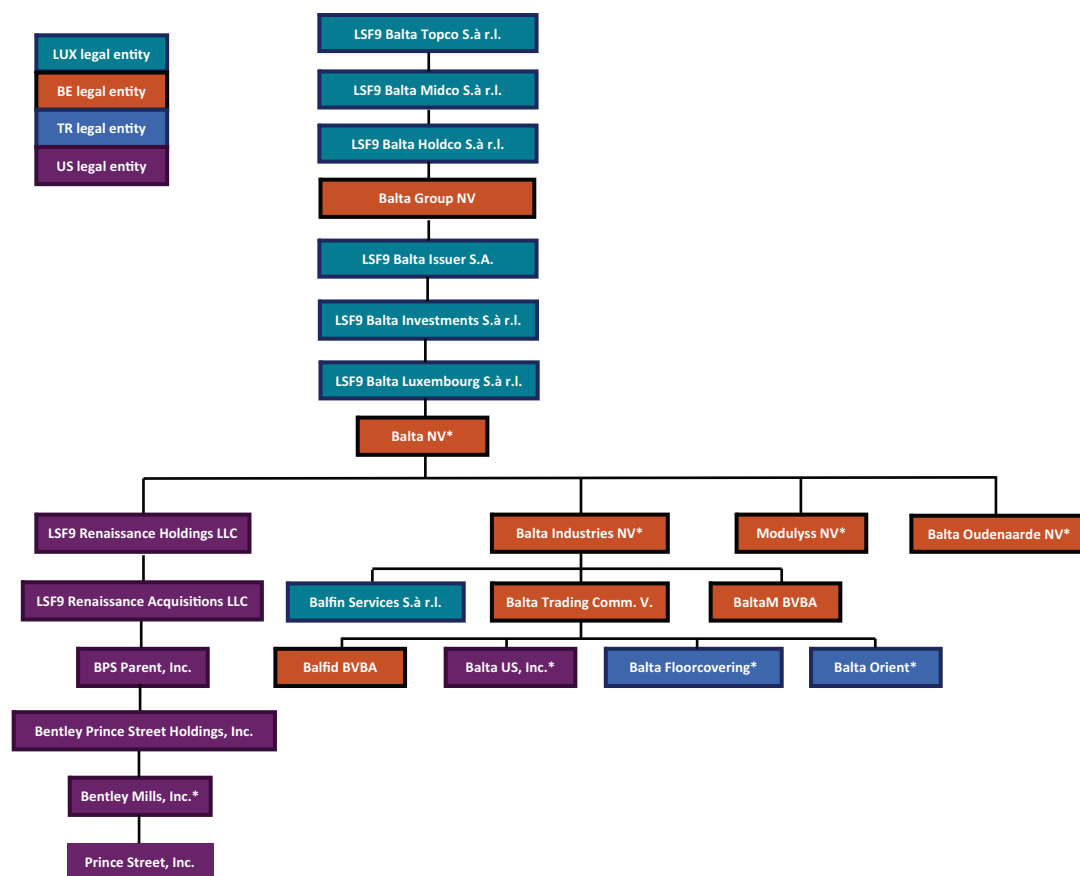 LUX legal entity
BE legal entity
TR legal entity
US legal entity
LSF9 Balta Topco S.à r.l.
LSF9 Balta Midco S.à r.l.
LSF9 Balta Holdco S.à r.l.
Balta Group NV
LSF9 Balta Issuer S.A.
LSF9 Balta Investments S.à r.l.
LSF9 Balta Luxembourg S.à r.l.
Balta NV*
LSF9 Renaissance Holdings LLC
Balta Industries NV*
Modulyss NV*
Balta Oudenaarde NV*
LSF9 Renaissance Acquisitions LLC
Balfin Services S.à r.l.
Balta Trading Comm. V.
BaltaM BVBA
BPS Parent, Inc.
Balfid BVBA
Balta US, Inc.*
Balta Floorcovering*
Balta Orient*
Bentley Prince Street Holdings, Inc.
Bentley Mills, Inc.*
Prince Street, Inc.